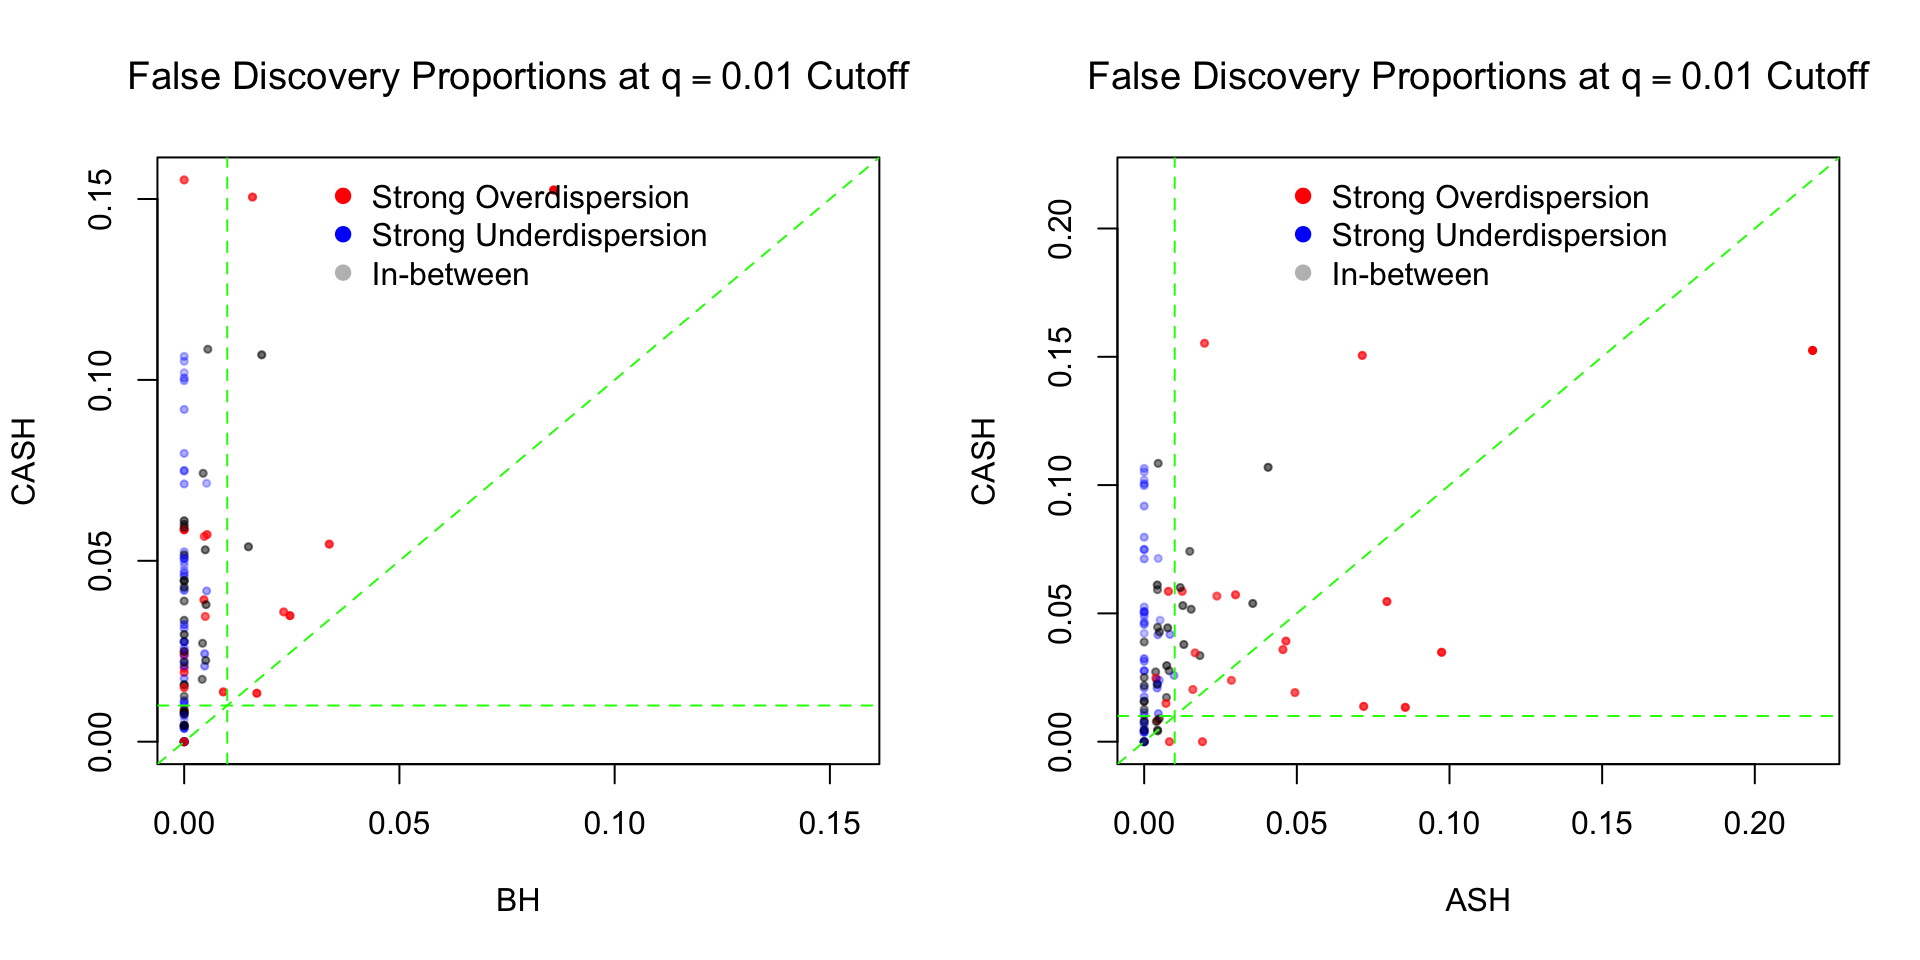 False Discovery Proportions at q = 0.01 Cutoff
Strong Overdispersion
Strong Underdispersion
In-between
CASH
0.15
0.10
0.05
0.00
0.00 0.05 0.10 0.15
BH
False Discovery Proportions at q = 0.01 Cutoff
Strong Overdispersion
Strong Underdispersion
In-between
CASH
0.20
0.15
0.10
0.05
0.00
0.00 0.05 0.10 0.15 0.20
ASH